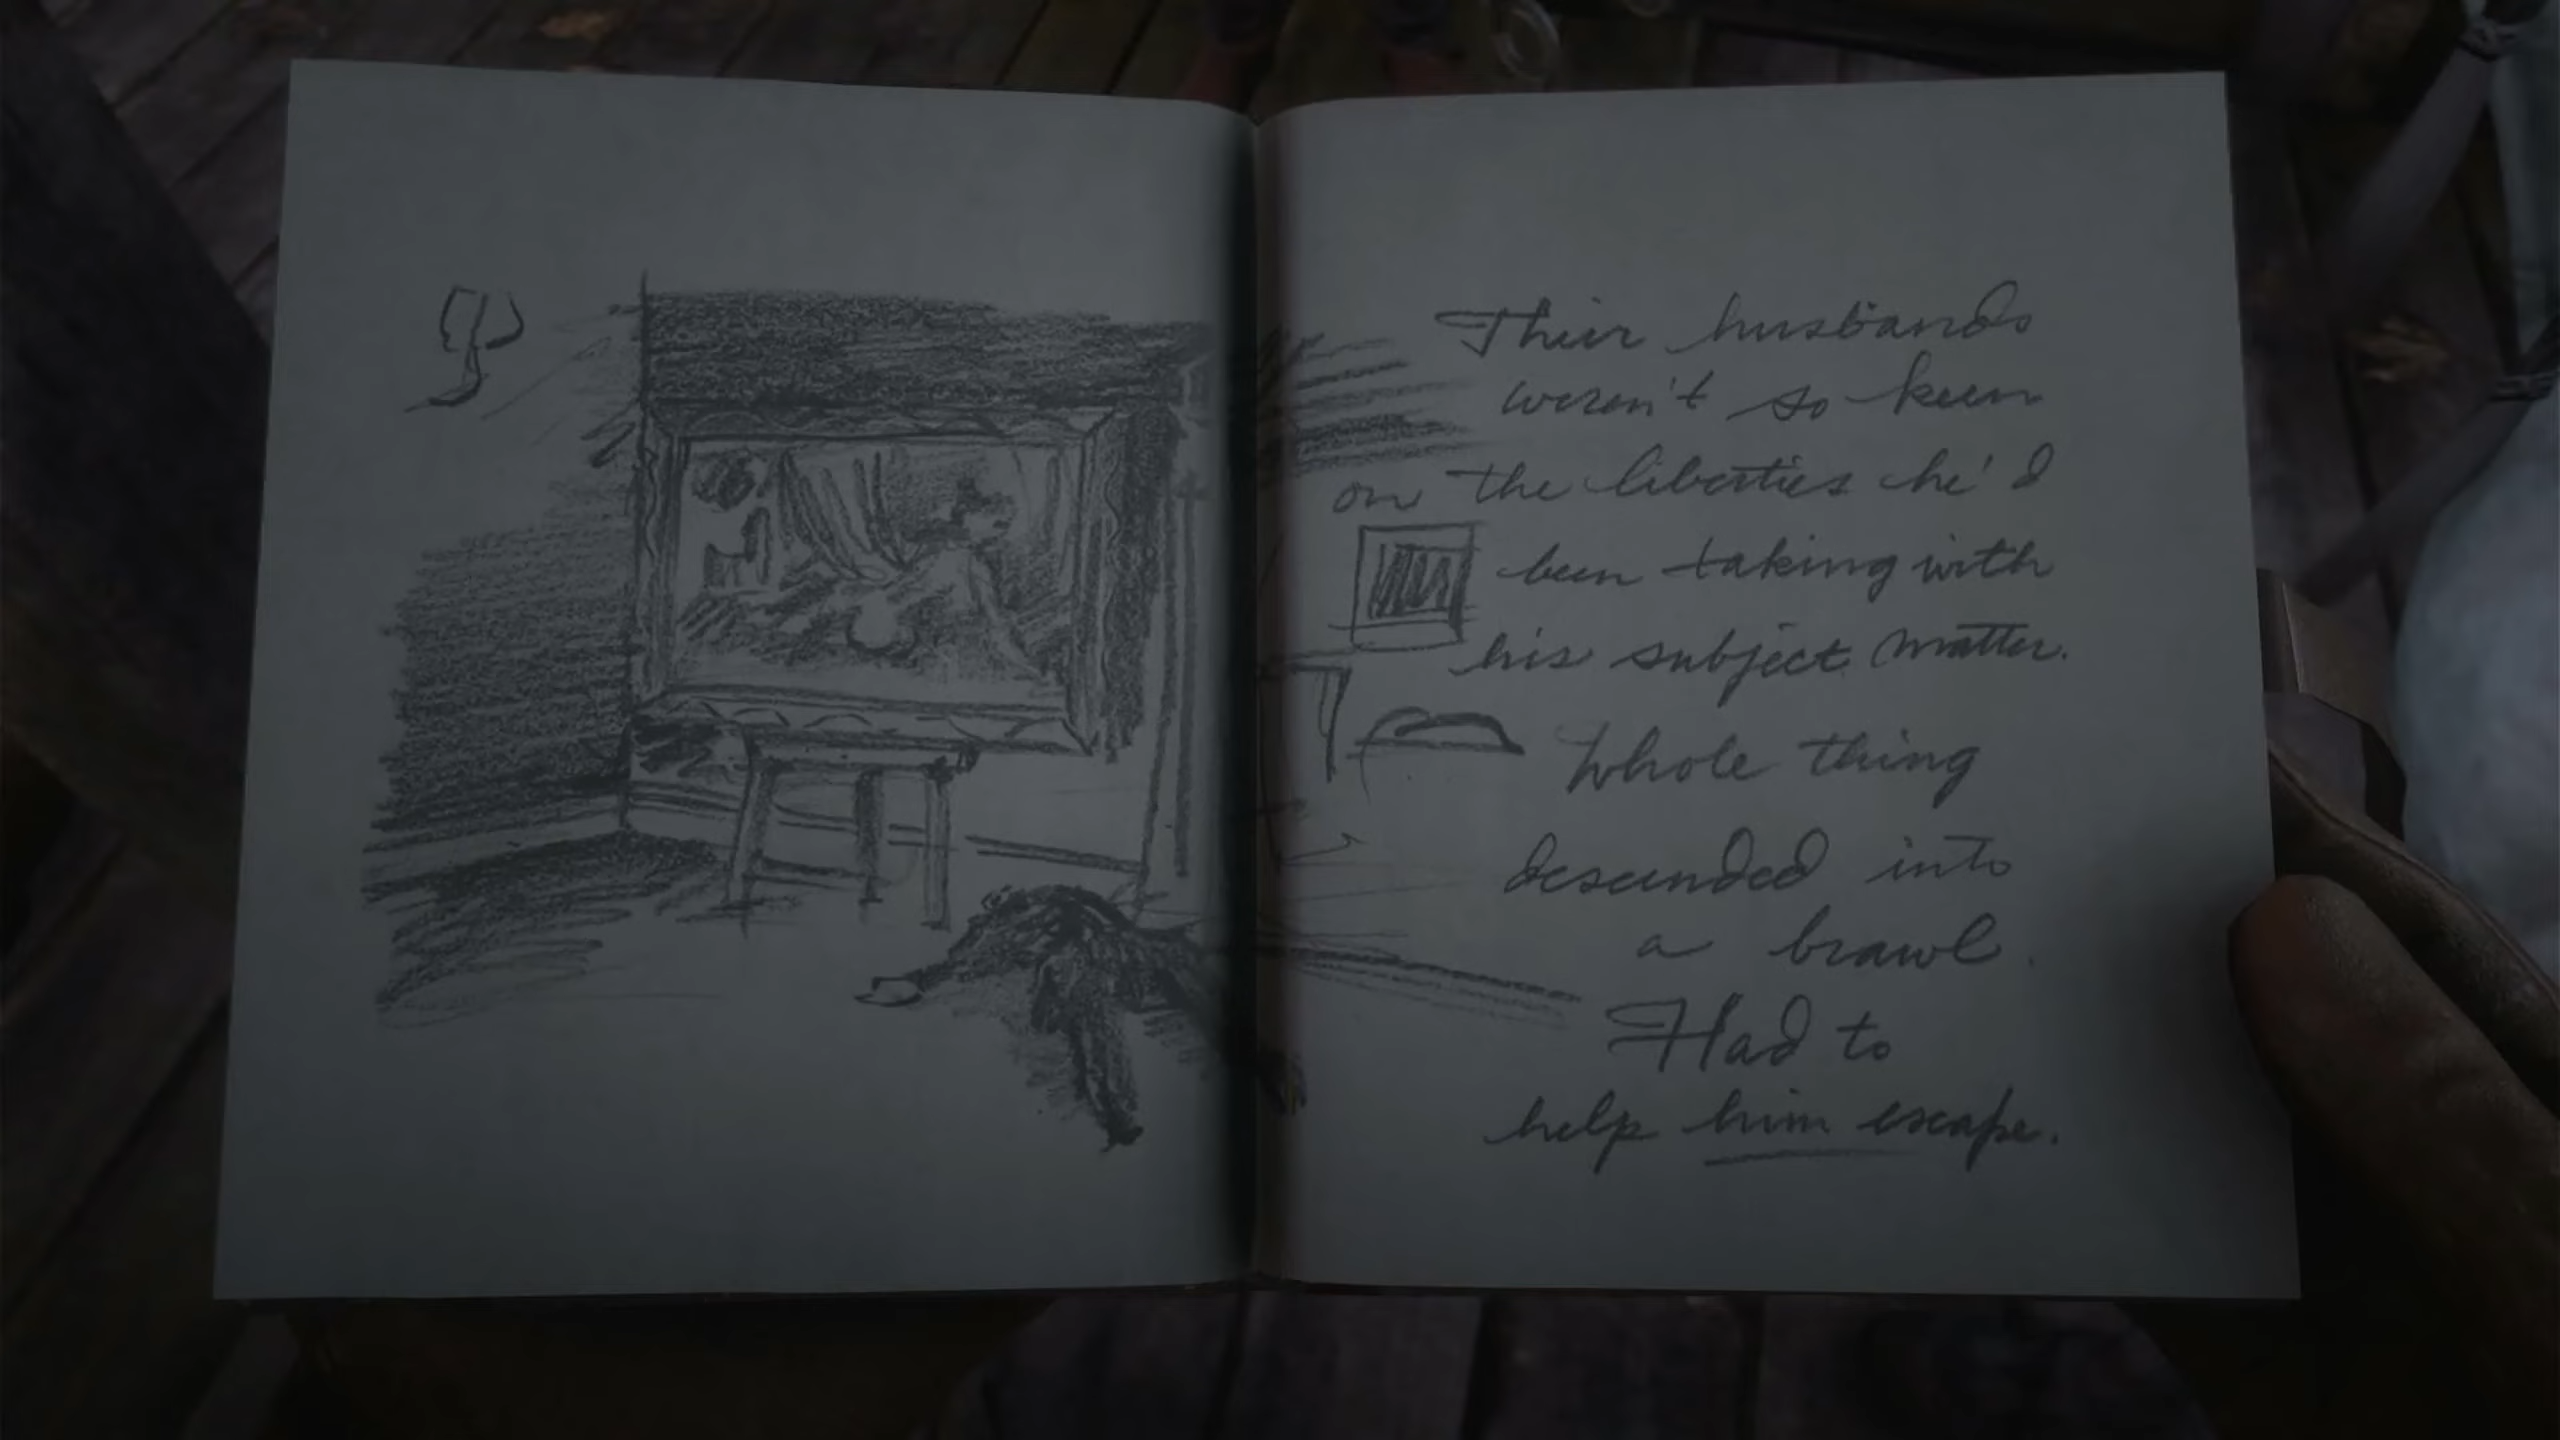 Their husbands
weren't so keen
on the liberties he'd
been taking with
his subject matter.
Whole thing
descended into
a brawl.
Had to
help him escape.